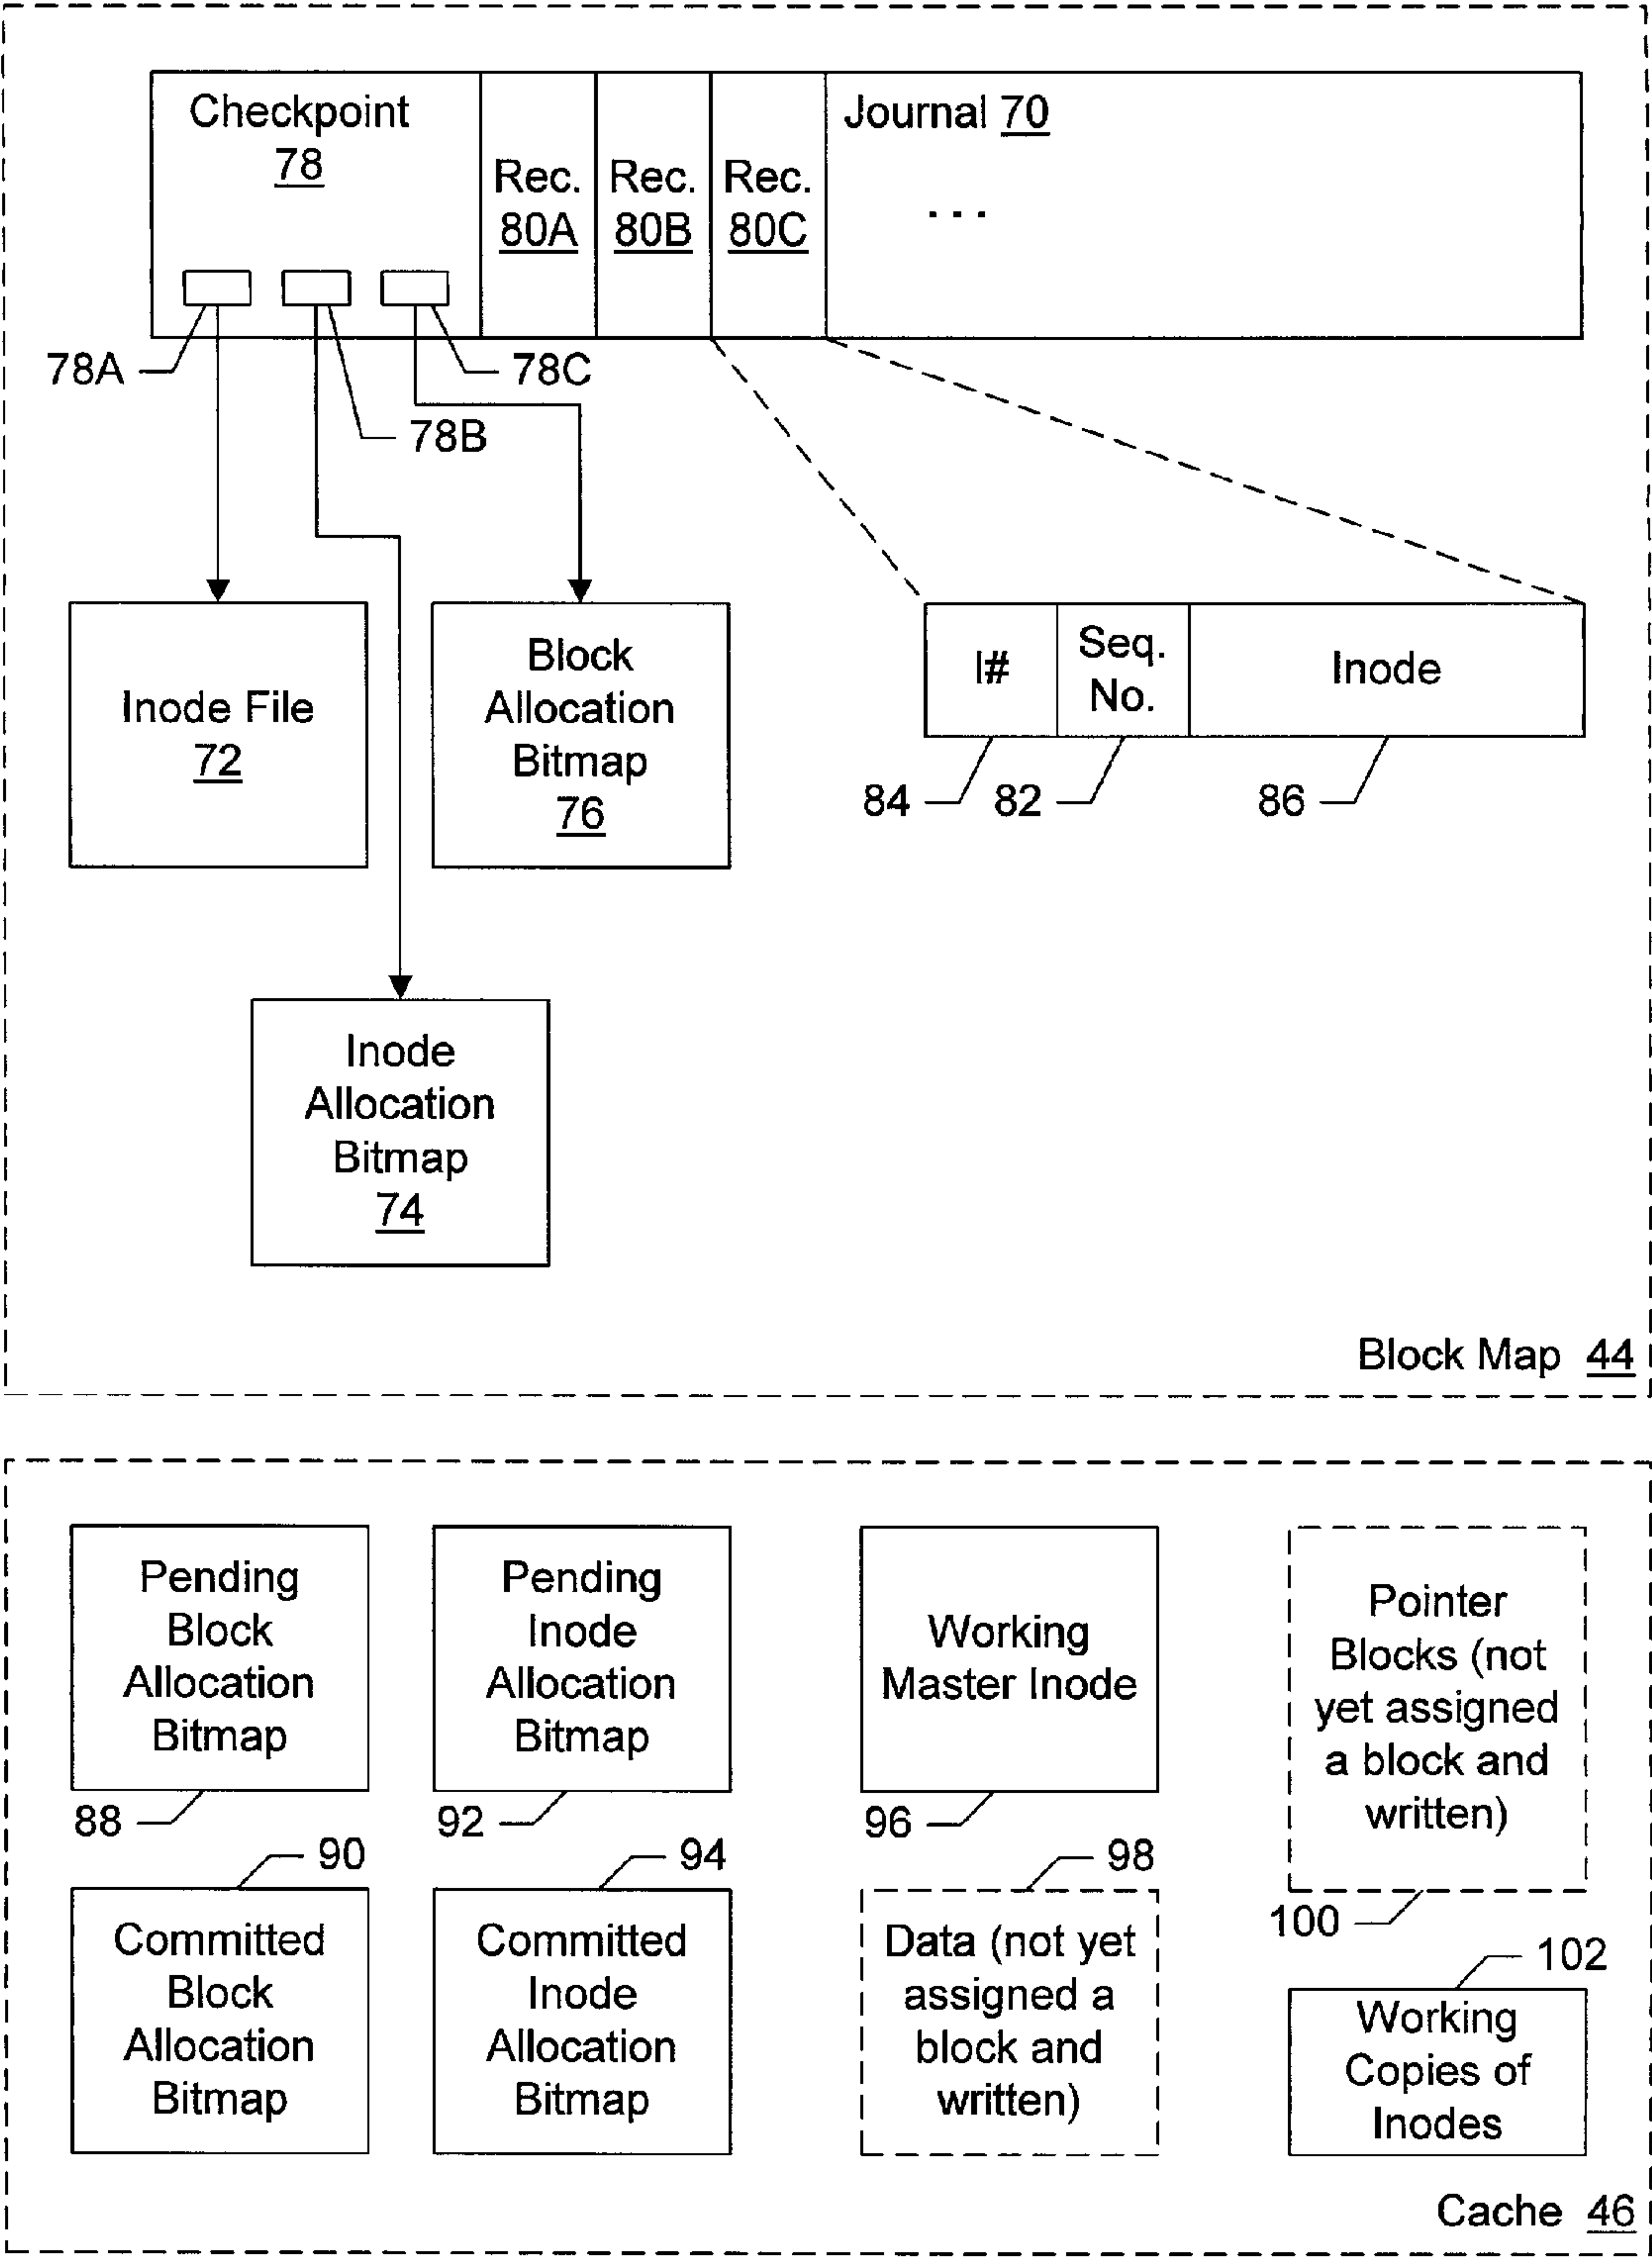 Checkpoint
78
Rec.
80A
Rec.
80B
Rec.
80C
Journal 70
...
78A
78C
78B
Inode File
72
Block
Allocation
Bitmap
76
I#
Seq.
No.
Inode
84
82
86
Inode
Allocation
Bitmap
74
Block Map 44
Pending
Block
Allocation
Bitmap
88
Pending
Inode
Allocation
Bitmap
92
Working
Master Inode
96
Pointer
Blocks (not
yet assigned
a block and
written)
100
90
Committed
Block
Allocation
Bitmap
94
Committed
Inode
Allocation
Bitmap
98
Data (not yet
assigned a
block and
written)
102
Working
Copies of
Inodes
Cache 46